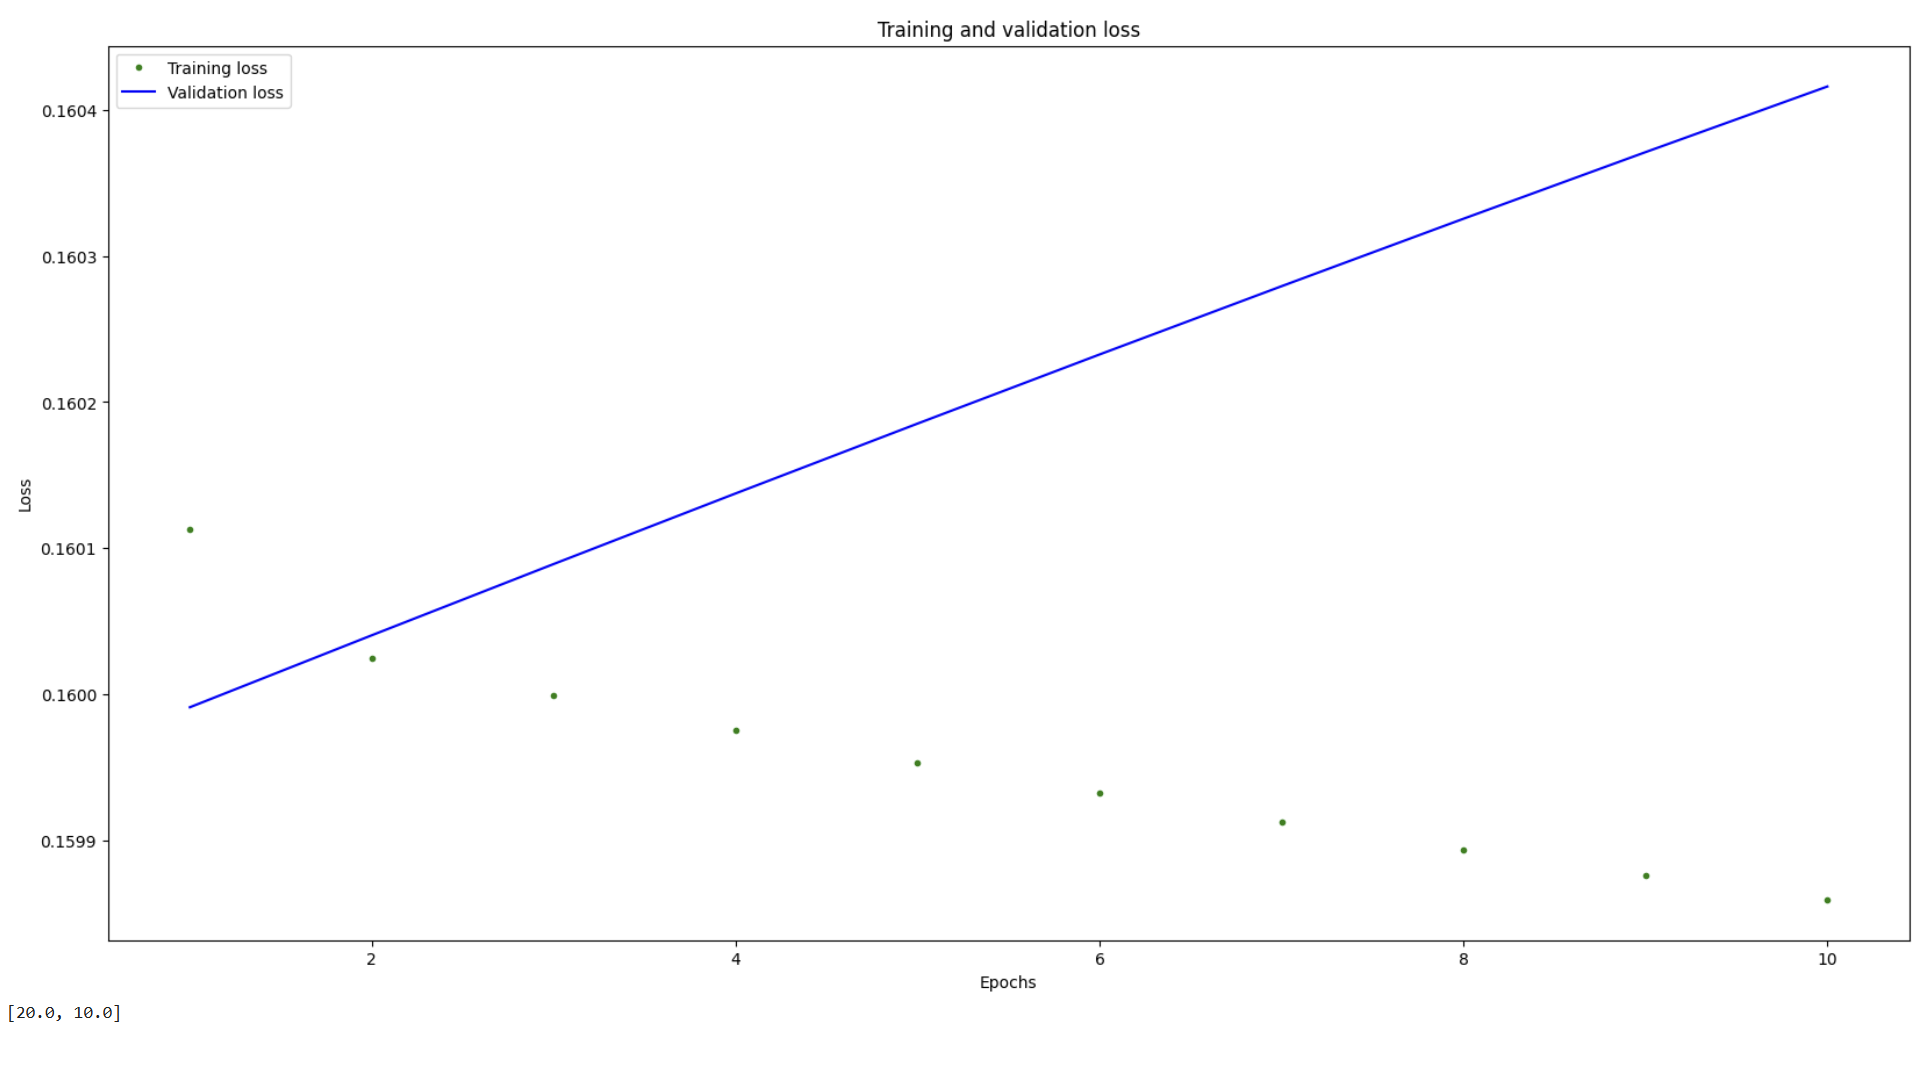 Training and validation loss
Training loss
Validation loss
0.1604
0.1603
0.1602
0.1601
0.1600
0.1599
Loss
2 4 6 8 10
Epochs
[20.0, 10.0]